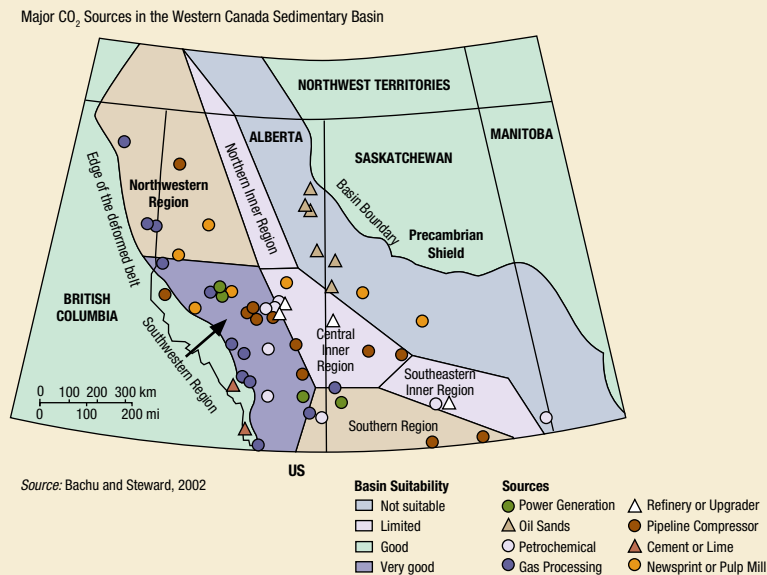 Major CO2 Sources in the Western Canada Sedimentary Basin
NORTHWEST TERRITORIES
ALBERTA
MANITOBA
SASKATCHEWAN
Edge of the deformed belt
Northern Inner Region
Northwestern
Region
Basin Boundary
Precambrian
Shield
BRITISH
COLUMBIA
Southwestern Region
Central
Inner
Region
Southeastern
Inner Region
Southern Region
0 100 200 300 km
0 100 200 mi
US
Source: Bachu and Steward, 2002
Basin Suitability
Not suitable
Limited
Good
Very good
Sources
Power Generation
Oil Sands
Petrochemical
Gas Processing
Refinery or Upgrader
Pipeline Compressor
Cement or Lime
Newsprint or Pulp Mill